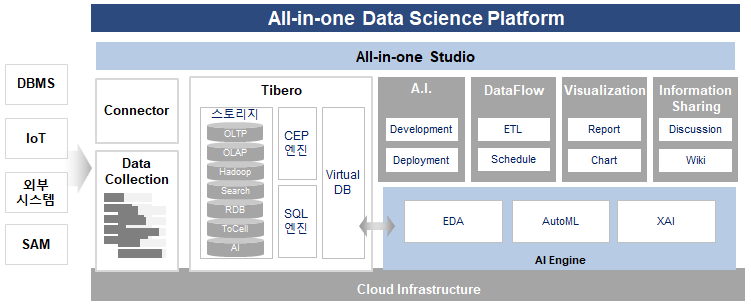 All-in-one Data Science Platform
All-in-one Studio
DBMS
IoT
외부
시스템
SAM
Connector
Data
Collection
Tibero
스토리지
OLTP
OLAP
Hadoop
Search
RDB
ToCell
AI
CEP
엔진
SQL
엔진
Virtual
DB
A.I.
Development
Deployment
DataFlow
ETL
Schedule
Visualization
Report
Chart
Information
Sharing
Discussion
Wiki
EDA
AutoML
XAI
AI Engine
Cloud Infrastructure